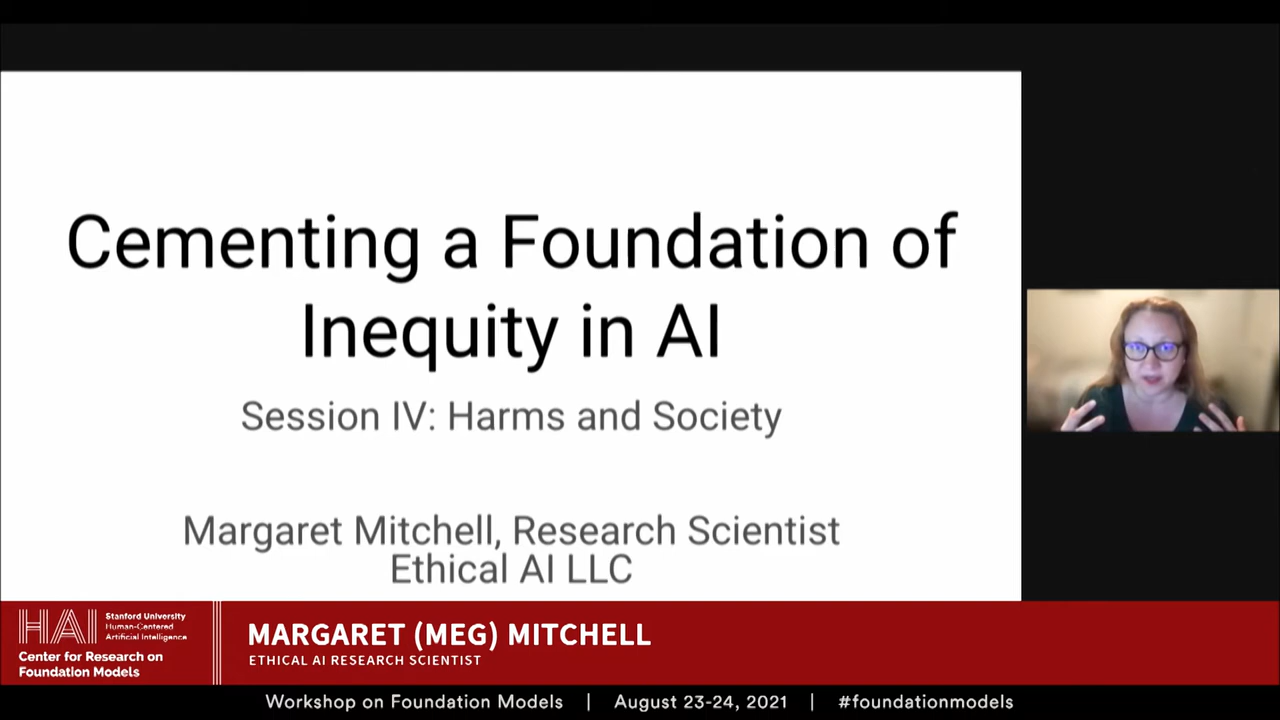 Cementing a Foundation of
Inequity in AI
Session IV: Harms and Society
Margaret Mitchell, Research Scientist
Ethical AI LLC
HAI
Stanford University
Human-Centered
Artificial Intelligence
Center for Research on
Foundation Models
MARGARET (MEG) MITCHELL
ETHICAL AI RESEARCH SCIENTIST
Workshop on Foundation Models | August 23-24, 2021 | #foundationmodels